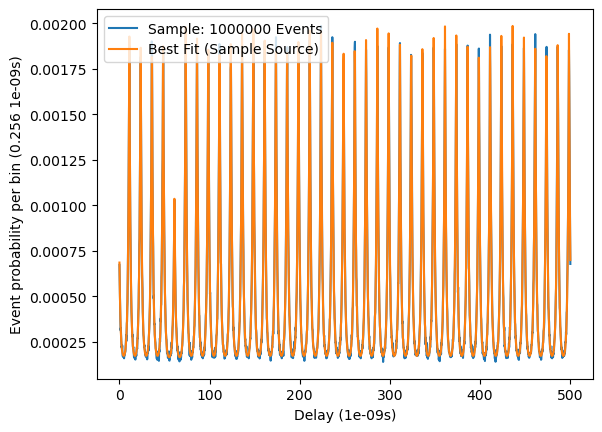 Sample: 1000000 Events
Best Fit (Sample Source)
0.00200
0.00175
0.00150
0.00125
0.00100
0.00075
0.00050
0.00025
Event probability per bin (0.256 1e-09s)
0 100 200 300 400 500
Delay (1e-09s)